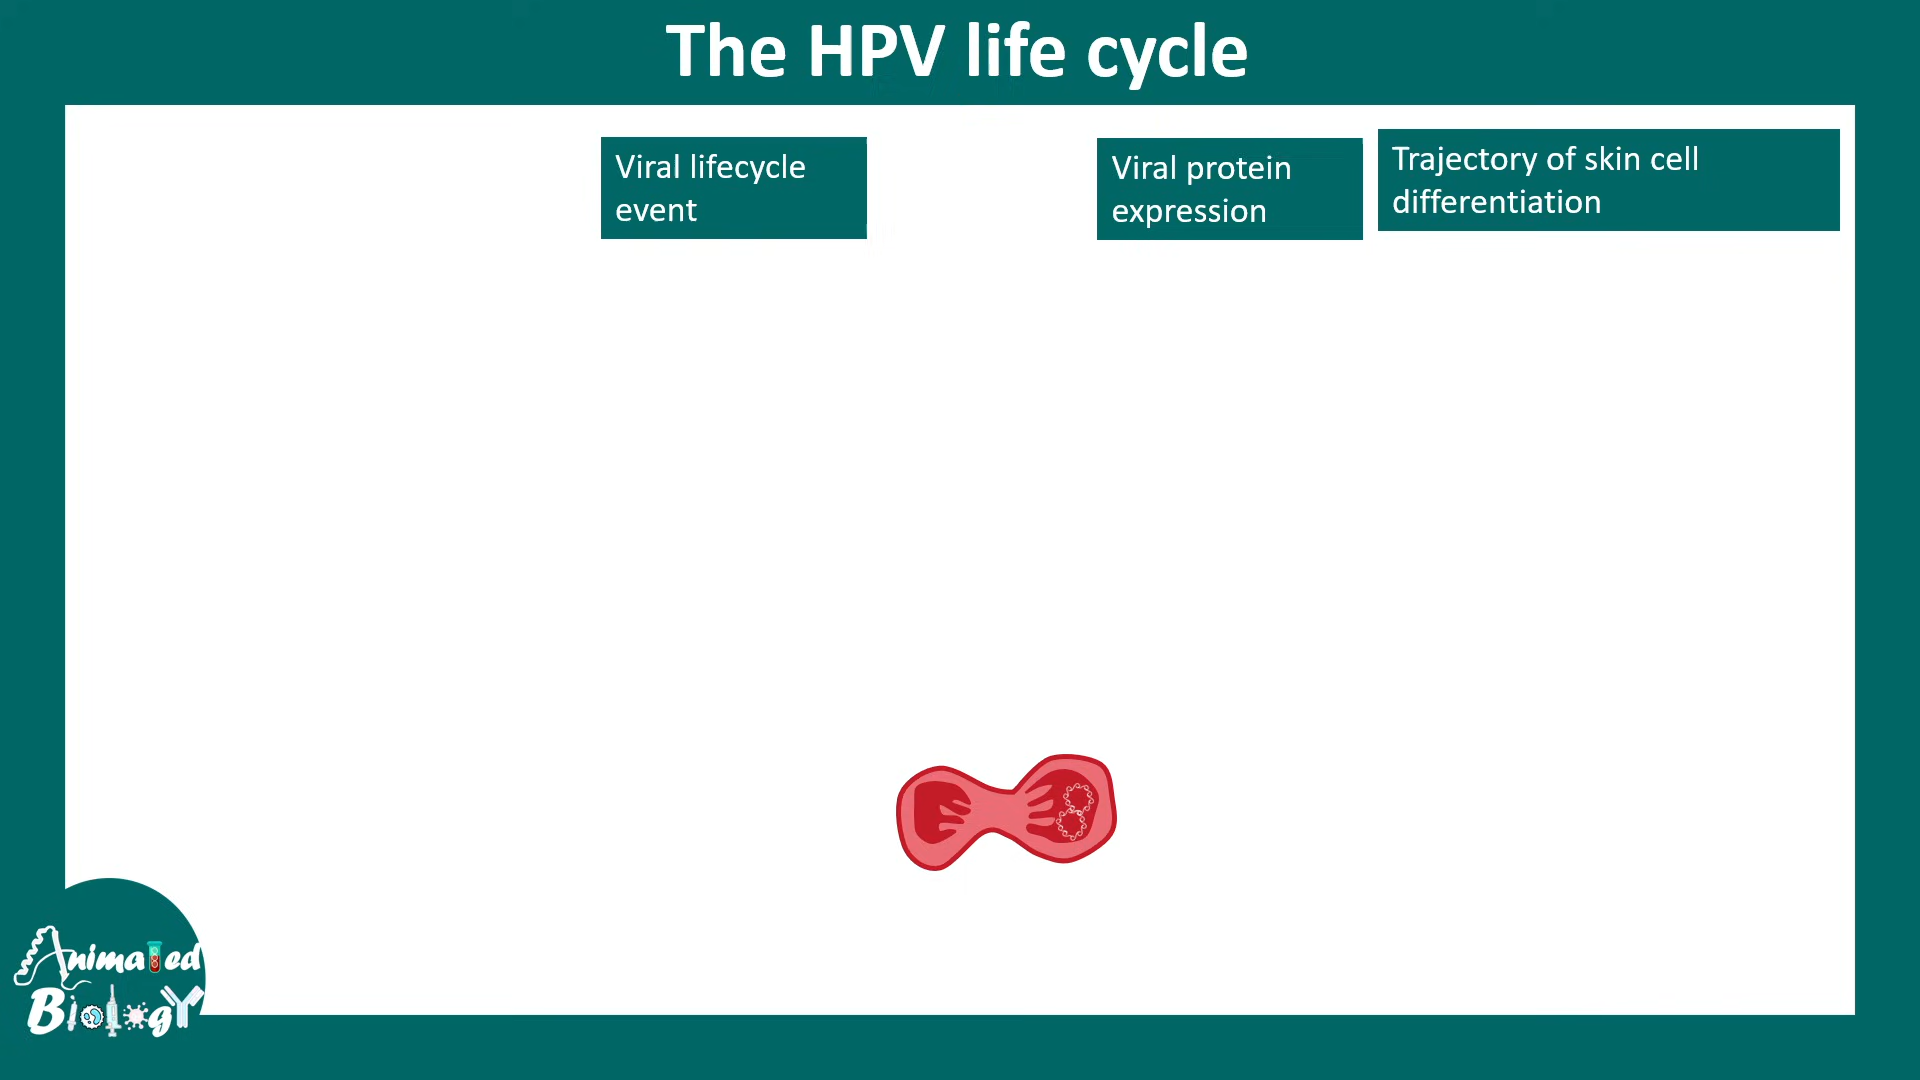 The HPV life cycle
Viral lifecycle
event
Viral protein
expression
Trajectory of skin cell
differentiation
Animated
Biology